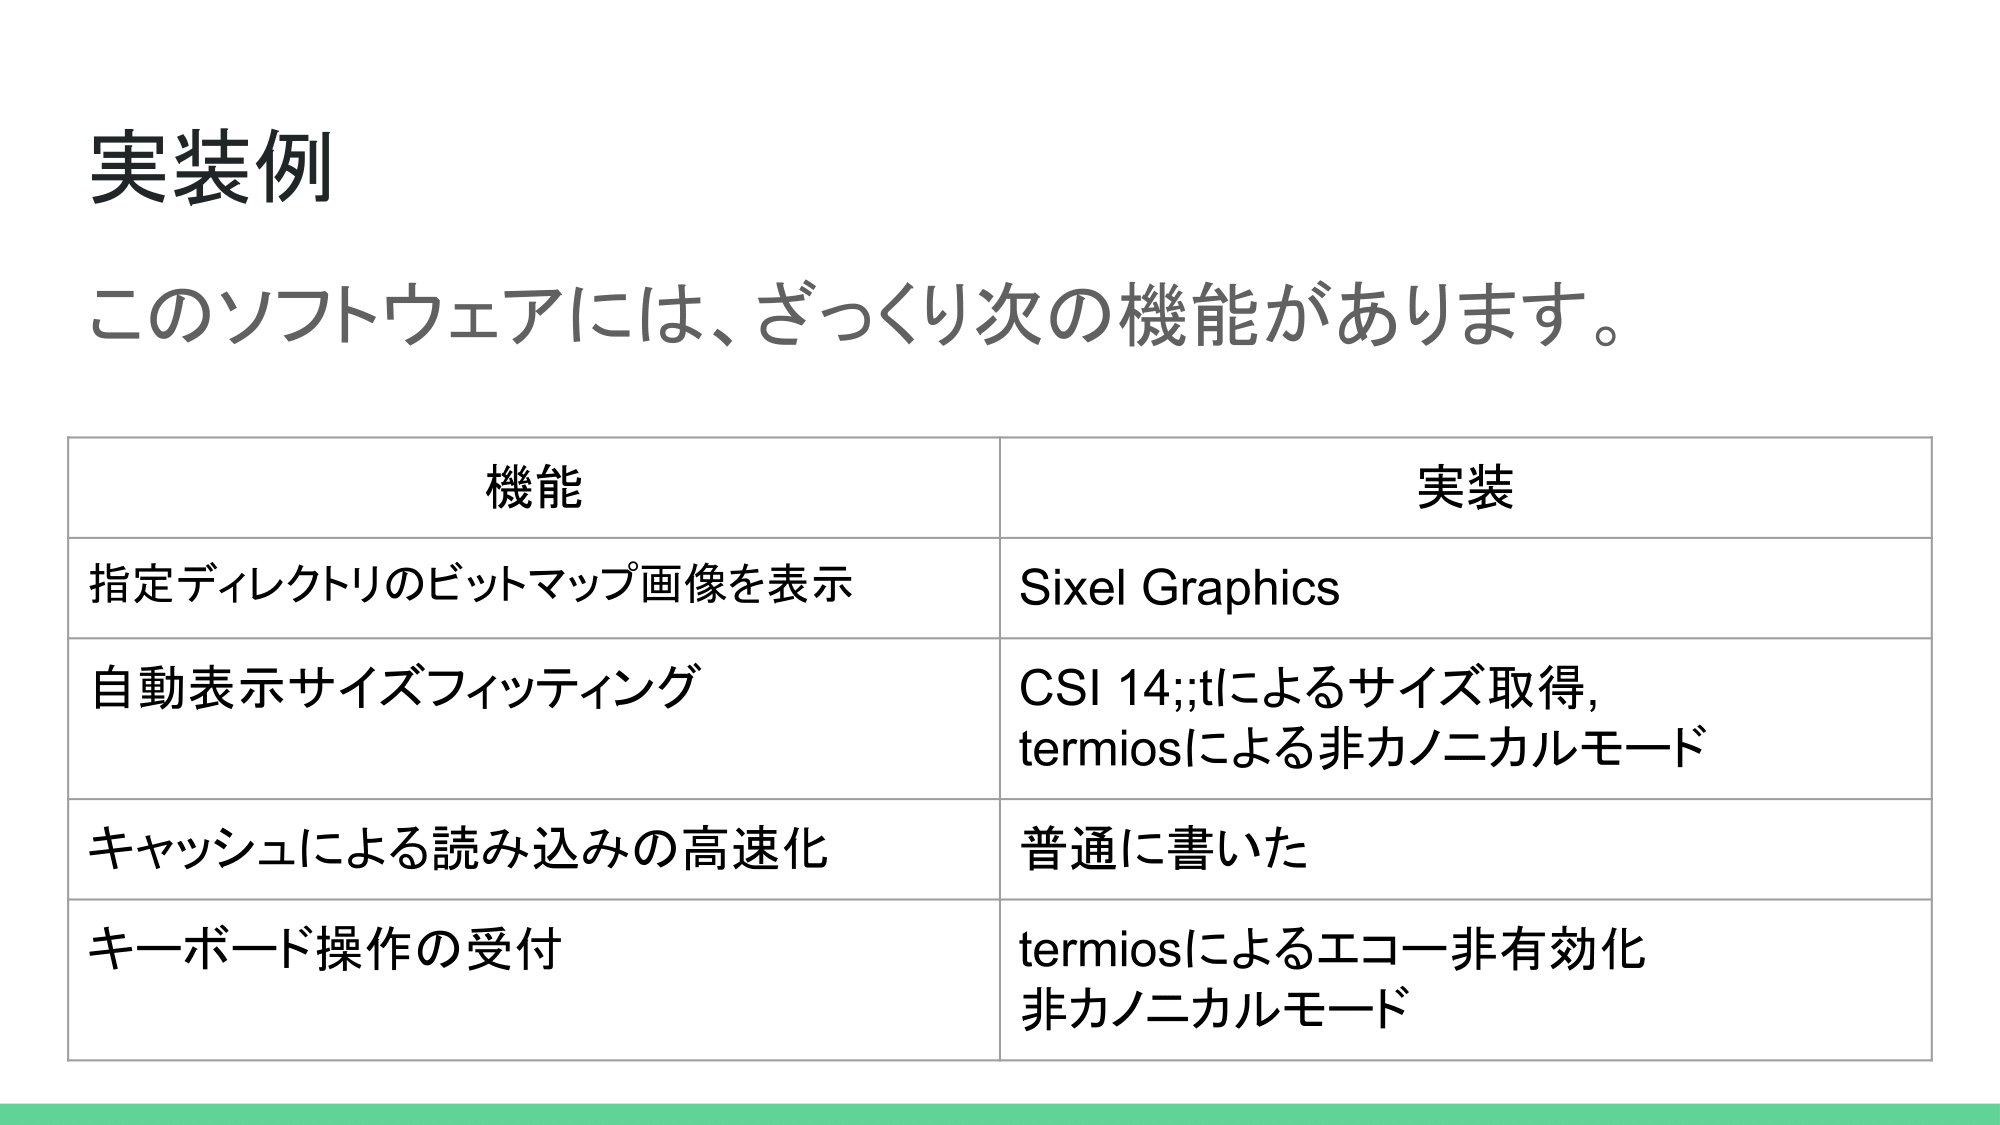 実装例
このソフトウェアには、ざっくり次の機能があります。
機能
実装
指定ディレクトリのビットマップ画像を表示
Sixel Graphics
自動表示サイズフィッティング
CSI 14;;tによるサイズ取得,
termiosによる非カノニカルモード
キャッシュによる読み込みの高速化
普通に書いた
キーボード操作の受付
termiosによるエコー非有効化
非カノニカルモード